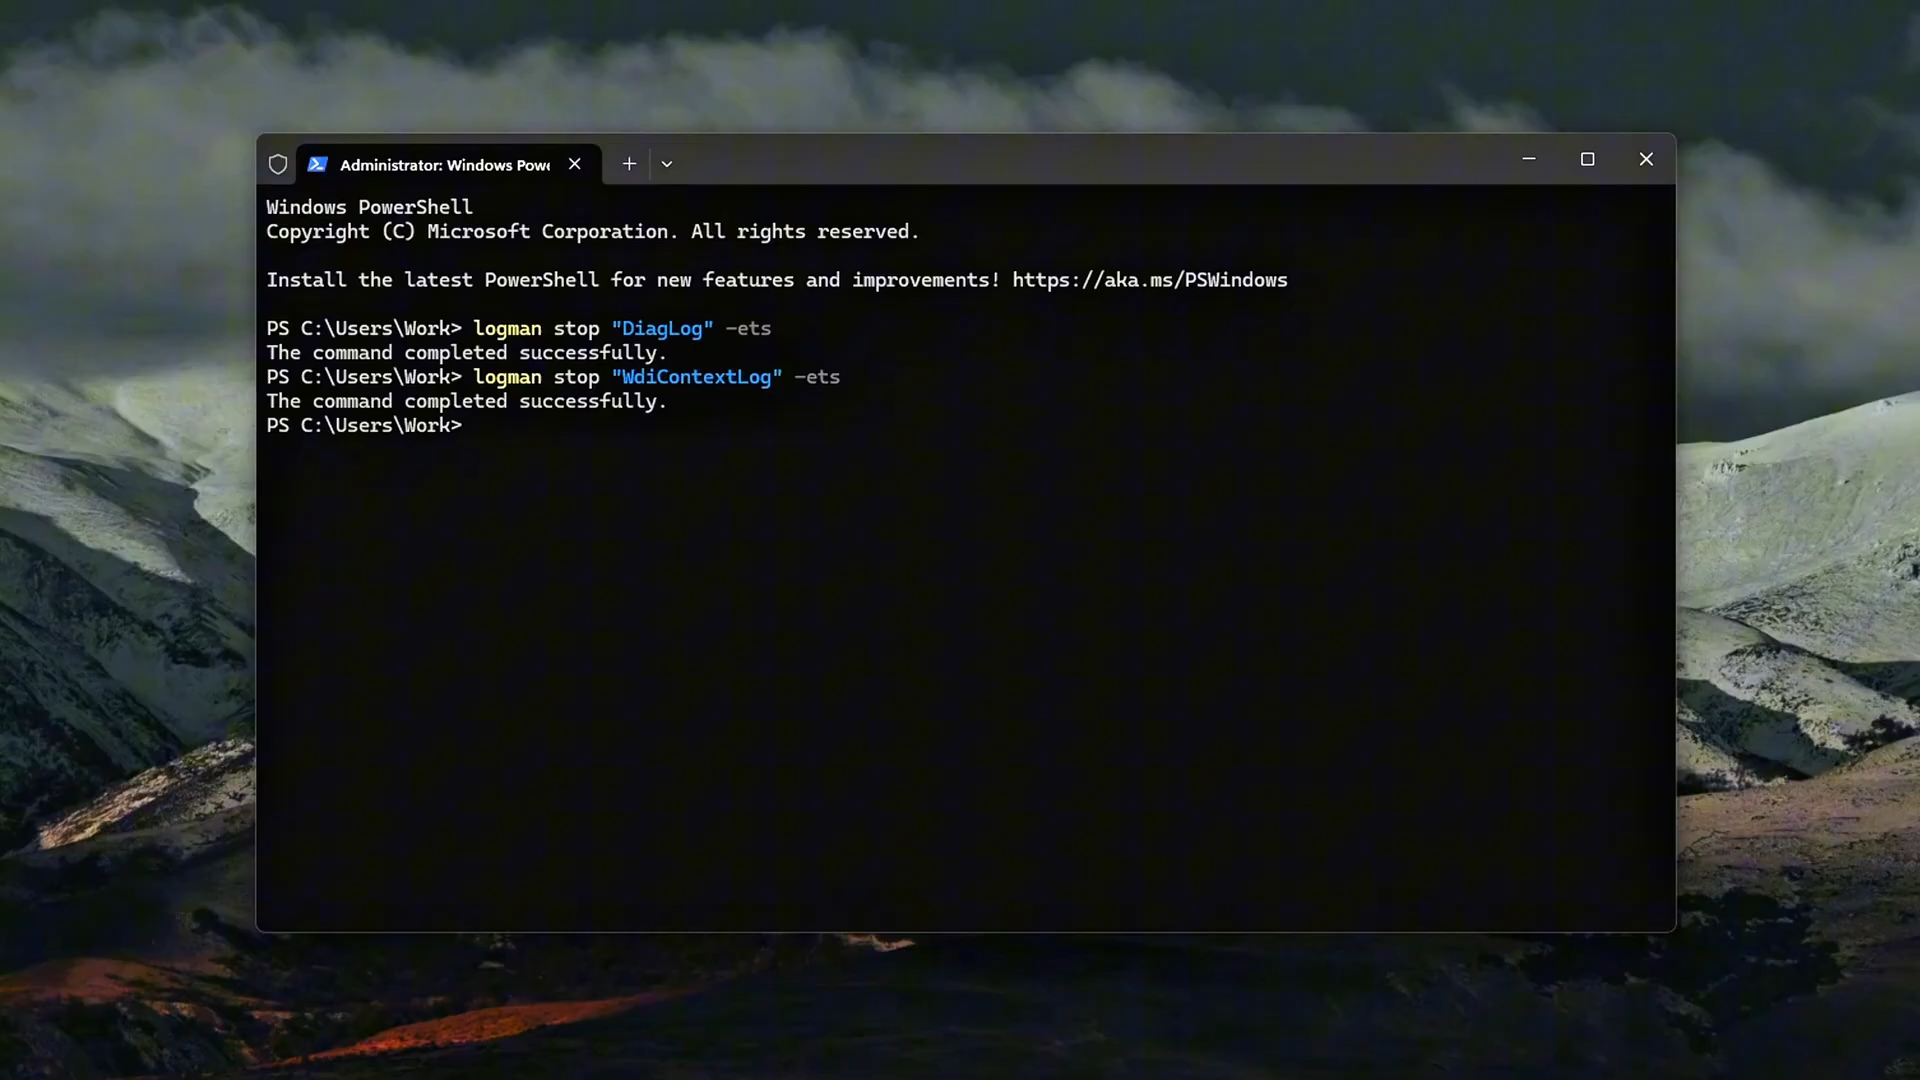 Administrator: Windows Powe
Windows PowerShell
Copyright (C) Microsoft Corporation. All rights reserved.
Install the latest PowerShell for new features and improvements! https://aka.ms/PSWindows
PS C:\Users\Work> logman stop "DiagLog" -ets
The command completed successfully.
PS C:\Users\Work> logman stop "WdiContextLog" -ets
The command completed successfully.
PS C:\Users\Work>